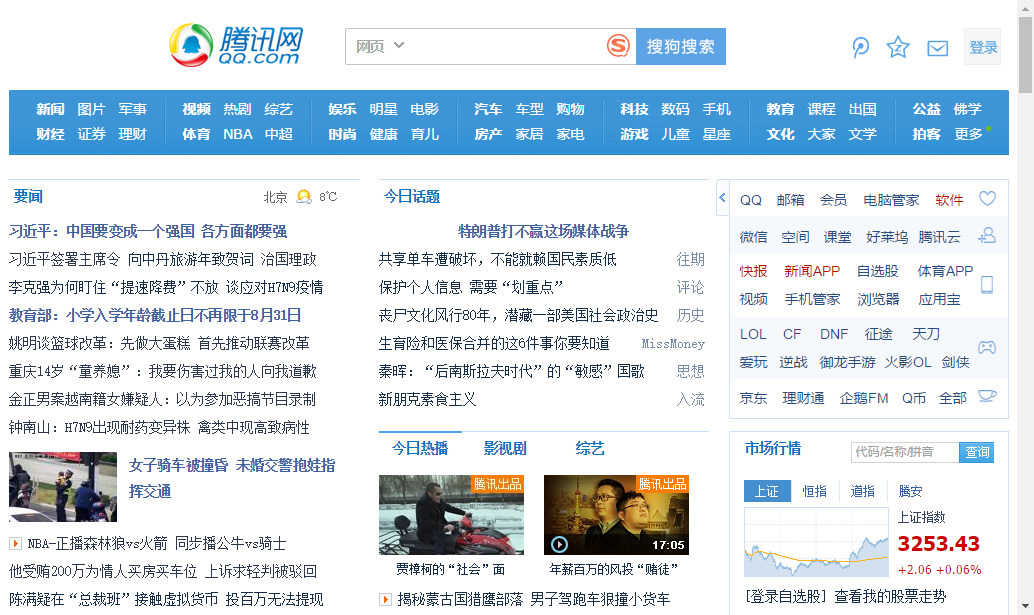 腾讯网
QQ.com
网页
搜狗搜索
登录
新闻 图片 军事 视频 热剧 综艺 娱乐 明星 电影 汽车 车型 购物 科技 数码 手机 教育 课程 出国 公益 佛学
财经 证券 理财 体育 NBA 中超 时尚 健康 育儿 房产 家居 家电 游戏 儿童 星座 文化 大家 文学 拍客 更多
要闻
北京 8℃
习近平：中国要变成一个强国 各方面都要强
习近平签署主席令 向中丹旅游年致贺词 治国理政
李克强为何盯住“提速降费”不放 谈应对H7N9疫情
教育部：小学入学年龄截止日不再限于8月31日
姚明谈篮球改革：先做大蛋糕 首先推动联赛改革
重庆14岁“童养媳”：我要伤害过我的人向我道歉
金正男案越南籍女嫌疑人：以为参加恶搞节目录制
钟南山：H7N9出现耐药变异株 禽类中现高致病性
女子骑车被撞昏 未婚交警抱娃指
挥交通
NBA-正播森林狼vs火箭 同步播公牛vs骑士
他受贿200万为情人买房买车位 上诉求轻判被驳回
陈满疑在“总裁班”接触虚拟货币 投百万无法提现
今日话题
特朗普打不赢这场媒体战争
共享单车遭破坏，不能就赖国民素质低 往期
保护个人信息 需要“划重点” 评论
丧尸文化风行80年，潜藏一部美国社会政治史 历史
生育险和医保合并的这6件事你要知道 MissMoney
秦晖：“后南斯拉夫时代”的“敏感”国歌 思想
新朋克素食主义 入流
今日热播 影视剧 综艺
腾讯出品
腾讯出品
17:05
贾樟柯的“社会”面
年薪百万的风投“赌徒”
揭秘蒙古国猎鹰部落 男子驾跑车狠撞小货车
QQ 邮箱 会员 电脑管家 软件
微信 空间 课堂 好莱坞 腾讯云
快报 新闻APP 自选股 体育APP
视频 手机管家 浏览器 应用宝
LOL CF DNF 征途 天刀
爱玩 逆战 御龙手游 火影OL 剑侠
京东 理财通 企鹅FM Q币 全部
市场行情
代码/名称/拼音 查询
上证 恒指 道指 腾安
上证指数
3253.43
+2.06 +0.06%
[登录自选股] 查看我的股票走势